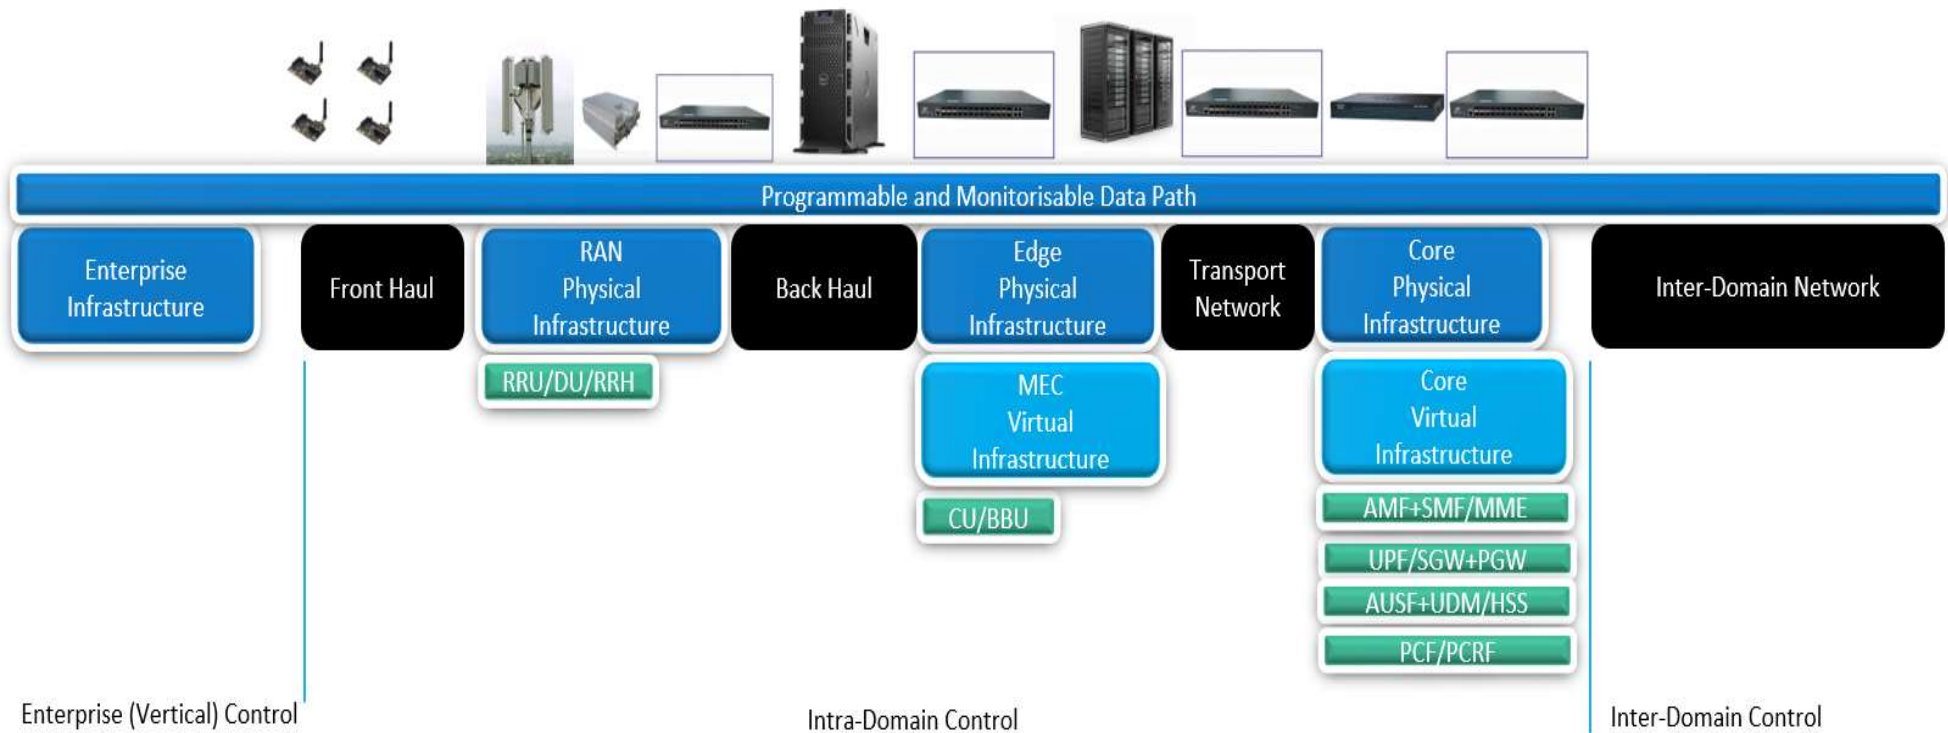 Programmable and Monitorisable Data Path
Enterprise
Infrastructure
Front Haul
RAN
Physical
Infrastructure
Back Haul
Edge
Physical
Infrastructure
Transport
Network
Core
Physical
Infrastructure
Inter-Domain Network
RRU/DU/RRH
MEC
Virtual
Infrastructure
Core
Virtual
Infrastructure
CU/BBU
AMF+SMF/MME
UPF/SGW+PGW
AUSF+UDM/HSS
PCF/PCRF
Enterprise (Vertical) Control
Intra-Domain Control
Inter-Domain Control